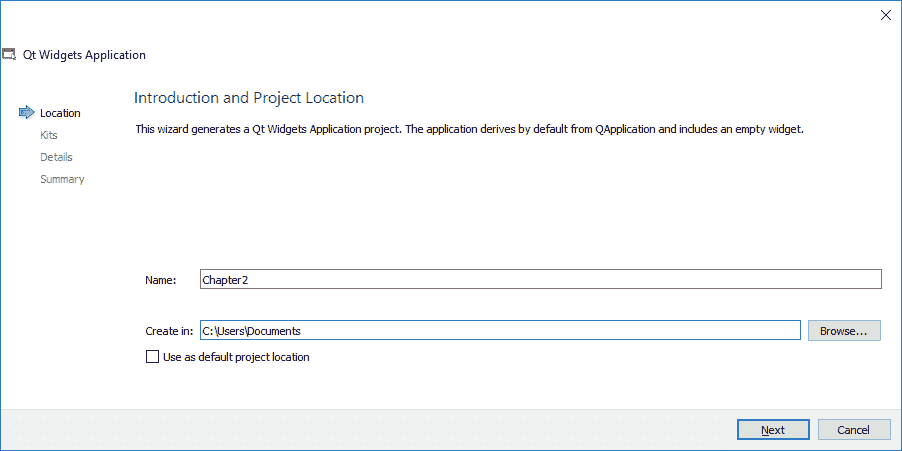 Qt Widgets Application
Location
Kits
Details
Summary
Introduction and Project Location
This wizard generates a Qt Widgets Application project. The application derives by default from QApplication and includes an empty widget.
Name: Chapter2
Create in: C:\Users\Documents Browse...
Use as default project location
Next Cancel